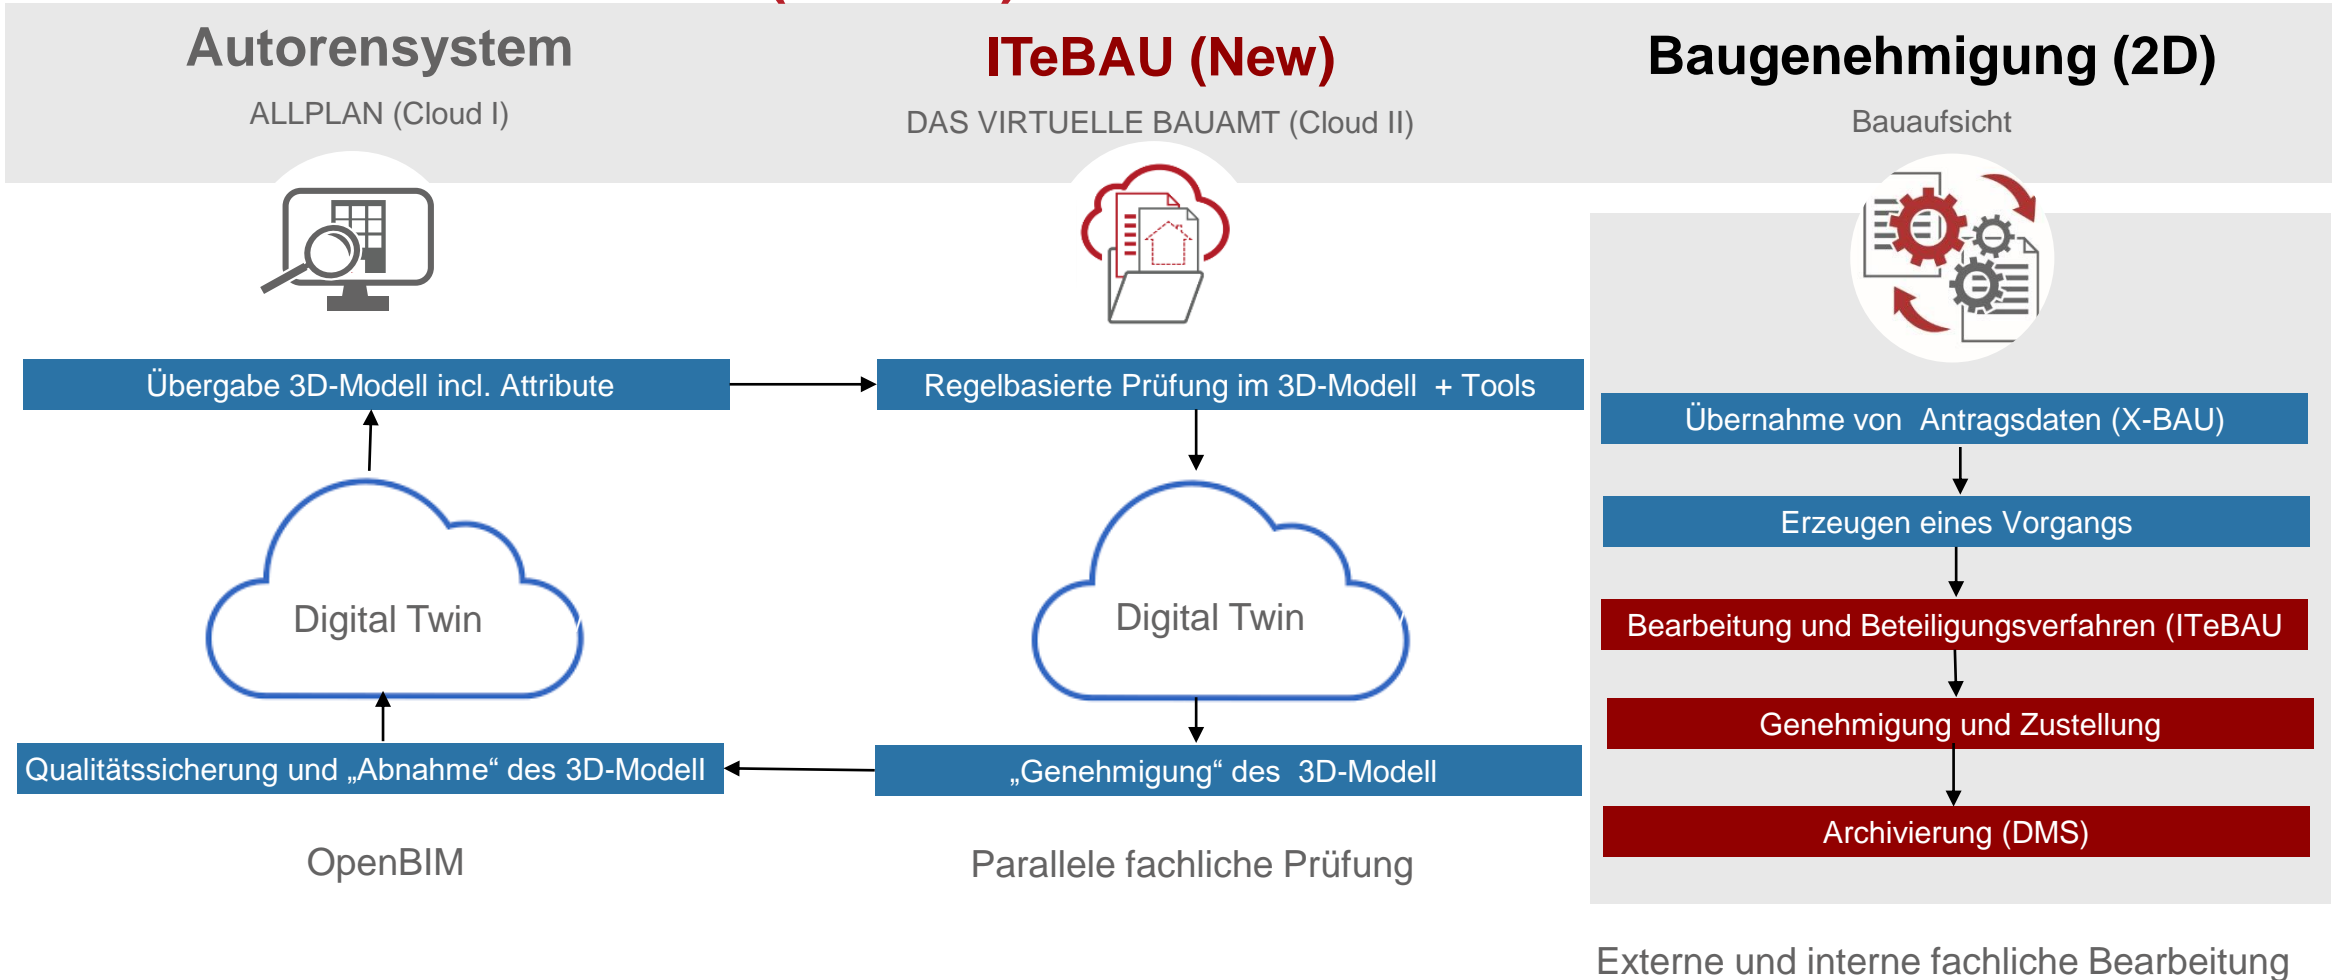 Autorensystem
ALLPLAN (Cloud I)
ITeBAU (New)
DAS VIRTUELLE BAUAMT (Cloud II)
Baugenehmigung (2D)
Bauaufsicht
Übergabe 3D-Modell incl. Attribute
Digital Twin
Qualitätssicherung und „Abnahme“ des 3D-Modell
OpenBIM
Regelbasierte Prüfung im 3D-Modell + Tools
Digital Twin
„Genehmigung“ des 3D-Modell
Parallele fachliche Prüfung
Übernahme von Antragsdaten (X-BAU)
Erzeugen eines Vorgangs
Bearbeitung und Beteiligungsverfahren (ITeBAU
Genehmigung und Zustellung
Archivierung (DMS)
Externe und interne fachliche Bearbeitung